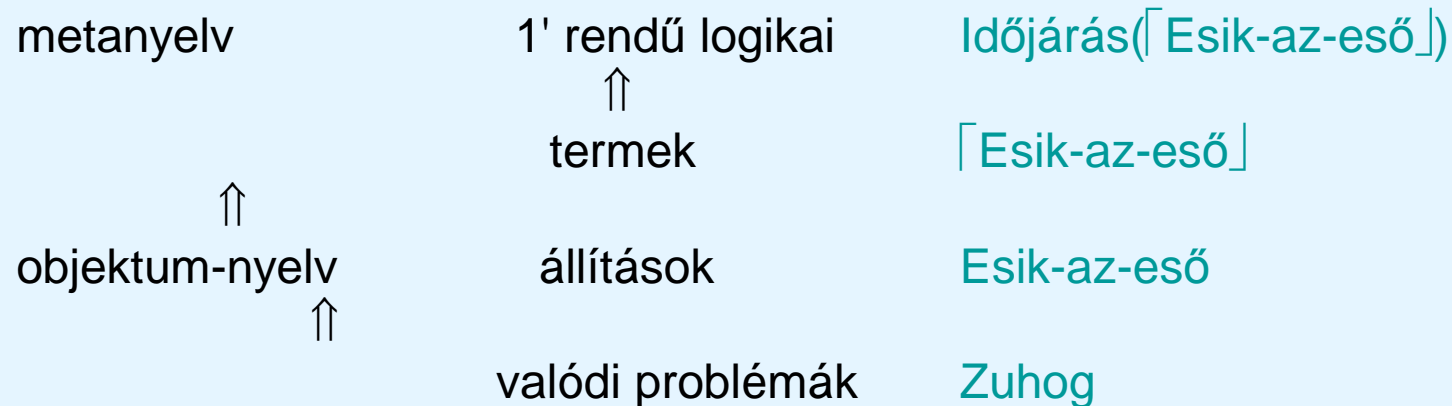 metanyelv 1' rendű logikai Időjárás(⎡Esik-az-eső⎦)
⇑
termek ⎡Esik-az-eső⎦
⇑
objektum-nyelv állítások Esik-az-eső
⇑
valódi problémák Zuhog